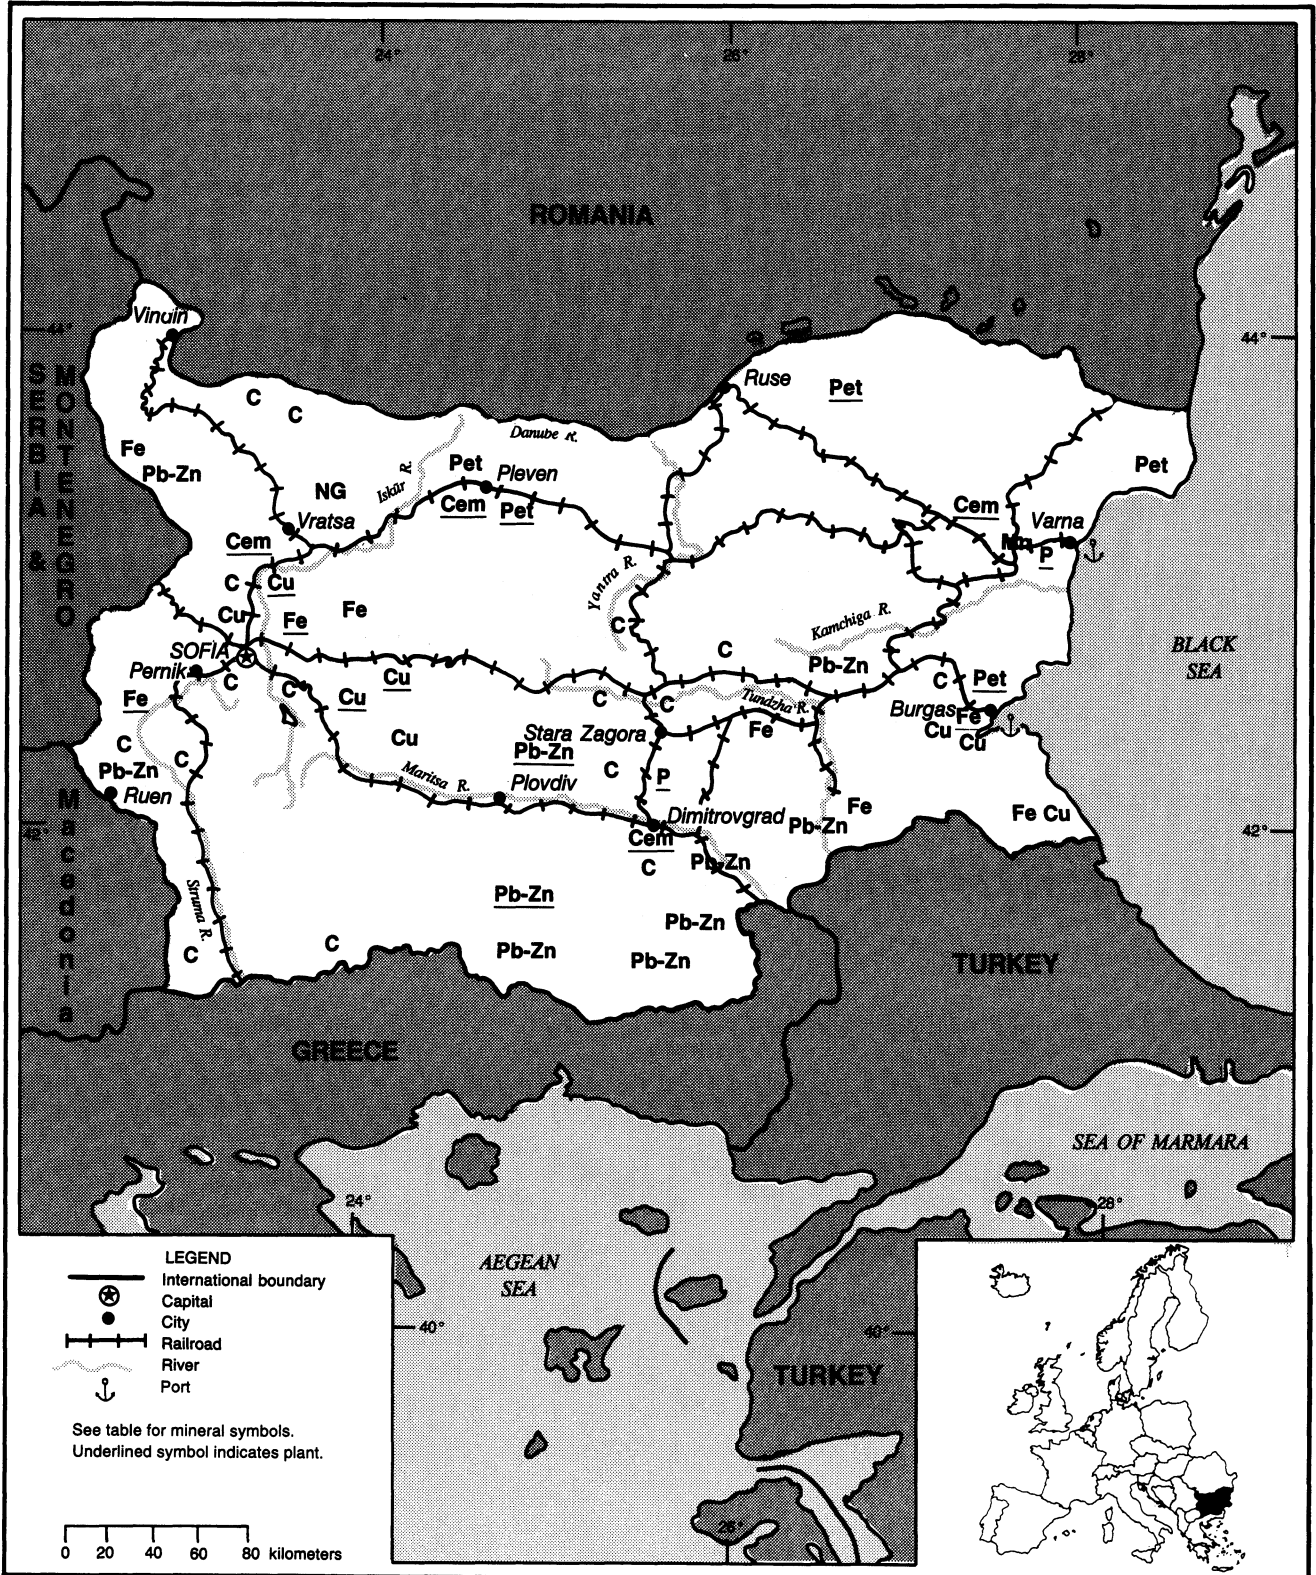 24°
26°
28°
ROMANIA
Vindin
44°
44°
SERBIA &
MONTENEGRO
Ruse
Pet
C
C
Danube R.
Fe
Pb-Zn
Iskŭr R.
Pet
Pleven
Pet
NG
Cem
Pet
Cem
Vratsa
Varna
Mn
P
Cem
C
Cu
Yantra R.
Cu
Fe
Fe
C
Kamchiga R.
SOFIA
BLACK
SEA
Pernik
C
Pb-Zn
C
C
Cu
C
Pet
Fe
Cu
C
C
Tundzha R.
Burgas
Fe
Cu
Cu
Fe
Stara Zagora
C
Cu
Pb-Zn
C
Pb-Zn
C
P
Maritsa R.
Plovdiv
Ruen
Macedonia
Dimitrovgrad
Fe
Pb-Zn
Fe Cu
42°
42°
Cem
C
Pb-Zn
Struma R.
Pb-Zn
Pb-Zn
C
C
Pb-Zn
Pb-Zn
TURKEY
GREECE
SEA OF MARMARA
24°
28°
AEGEAN
SEA
40°
40°
TURKEY
26°
LEGEND
International boundary
Capital
City
Railroad
River
Port
See table for mineral symbols.
Underlined symbol indicates plant.
0 20 40 60 80 kilometers